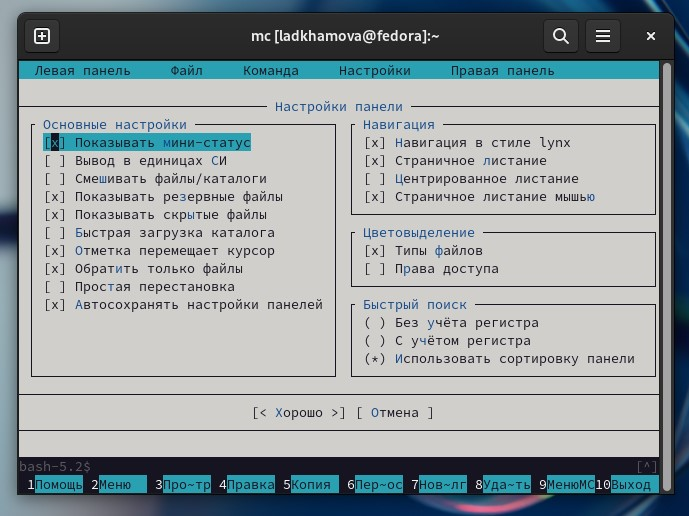 mc [ladkhamova@fedora]:~
Левая панель Файл Команда Настройки Правая панель
Настройки панели
Основные настройки
[x] Показывать мини-статус
[ ] Вывод в единицах СИ
[ ] Смешивать файлы/каталоги
[x] Показывать резервные файлы
[x] Показывать скрытые файлы
[ ] Быстрая загрузка каталога
[x] Отметка перемещает курсор
[x] Обратить только файлы
[ ] Простая перестановка
[x] Автосохранять настройки панелей
Навигация
[x] Навигация в стиле lynx
[x] Страничное листание
[ ] Центрированное листание
[x] Страничное листание мышью
Цветовыделение
[x] Типы файлов
[ ] Права доступа
Быстрый поиск
( ) Без учёта регистра
( ) С учётом регистра
(*) Использовать сортировку панели
[< Хорошо >] [ Отмена ]
bash-5.2$ [^]
1Помощь 2Меню 3Про~тр 4Правка 5Копия 6Пер~ос 7Нов~лг 8Уда~ть 9МенюMC 10Выход